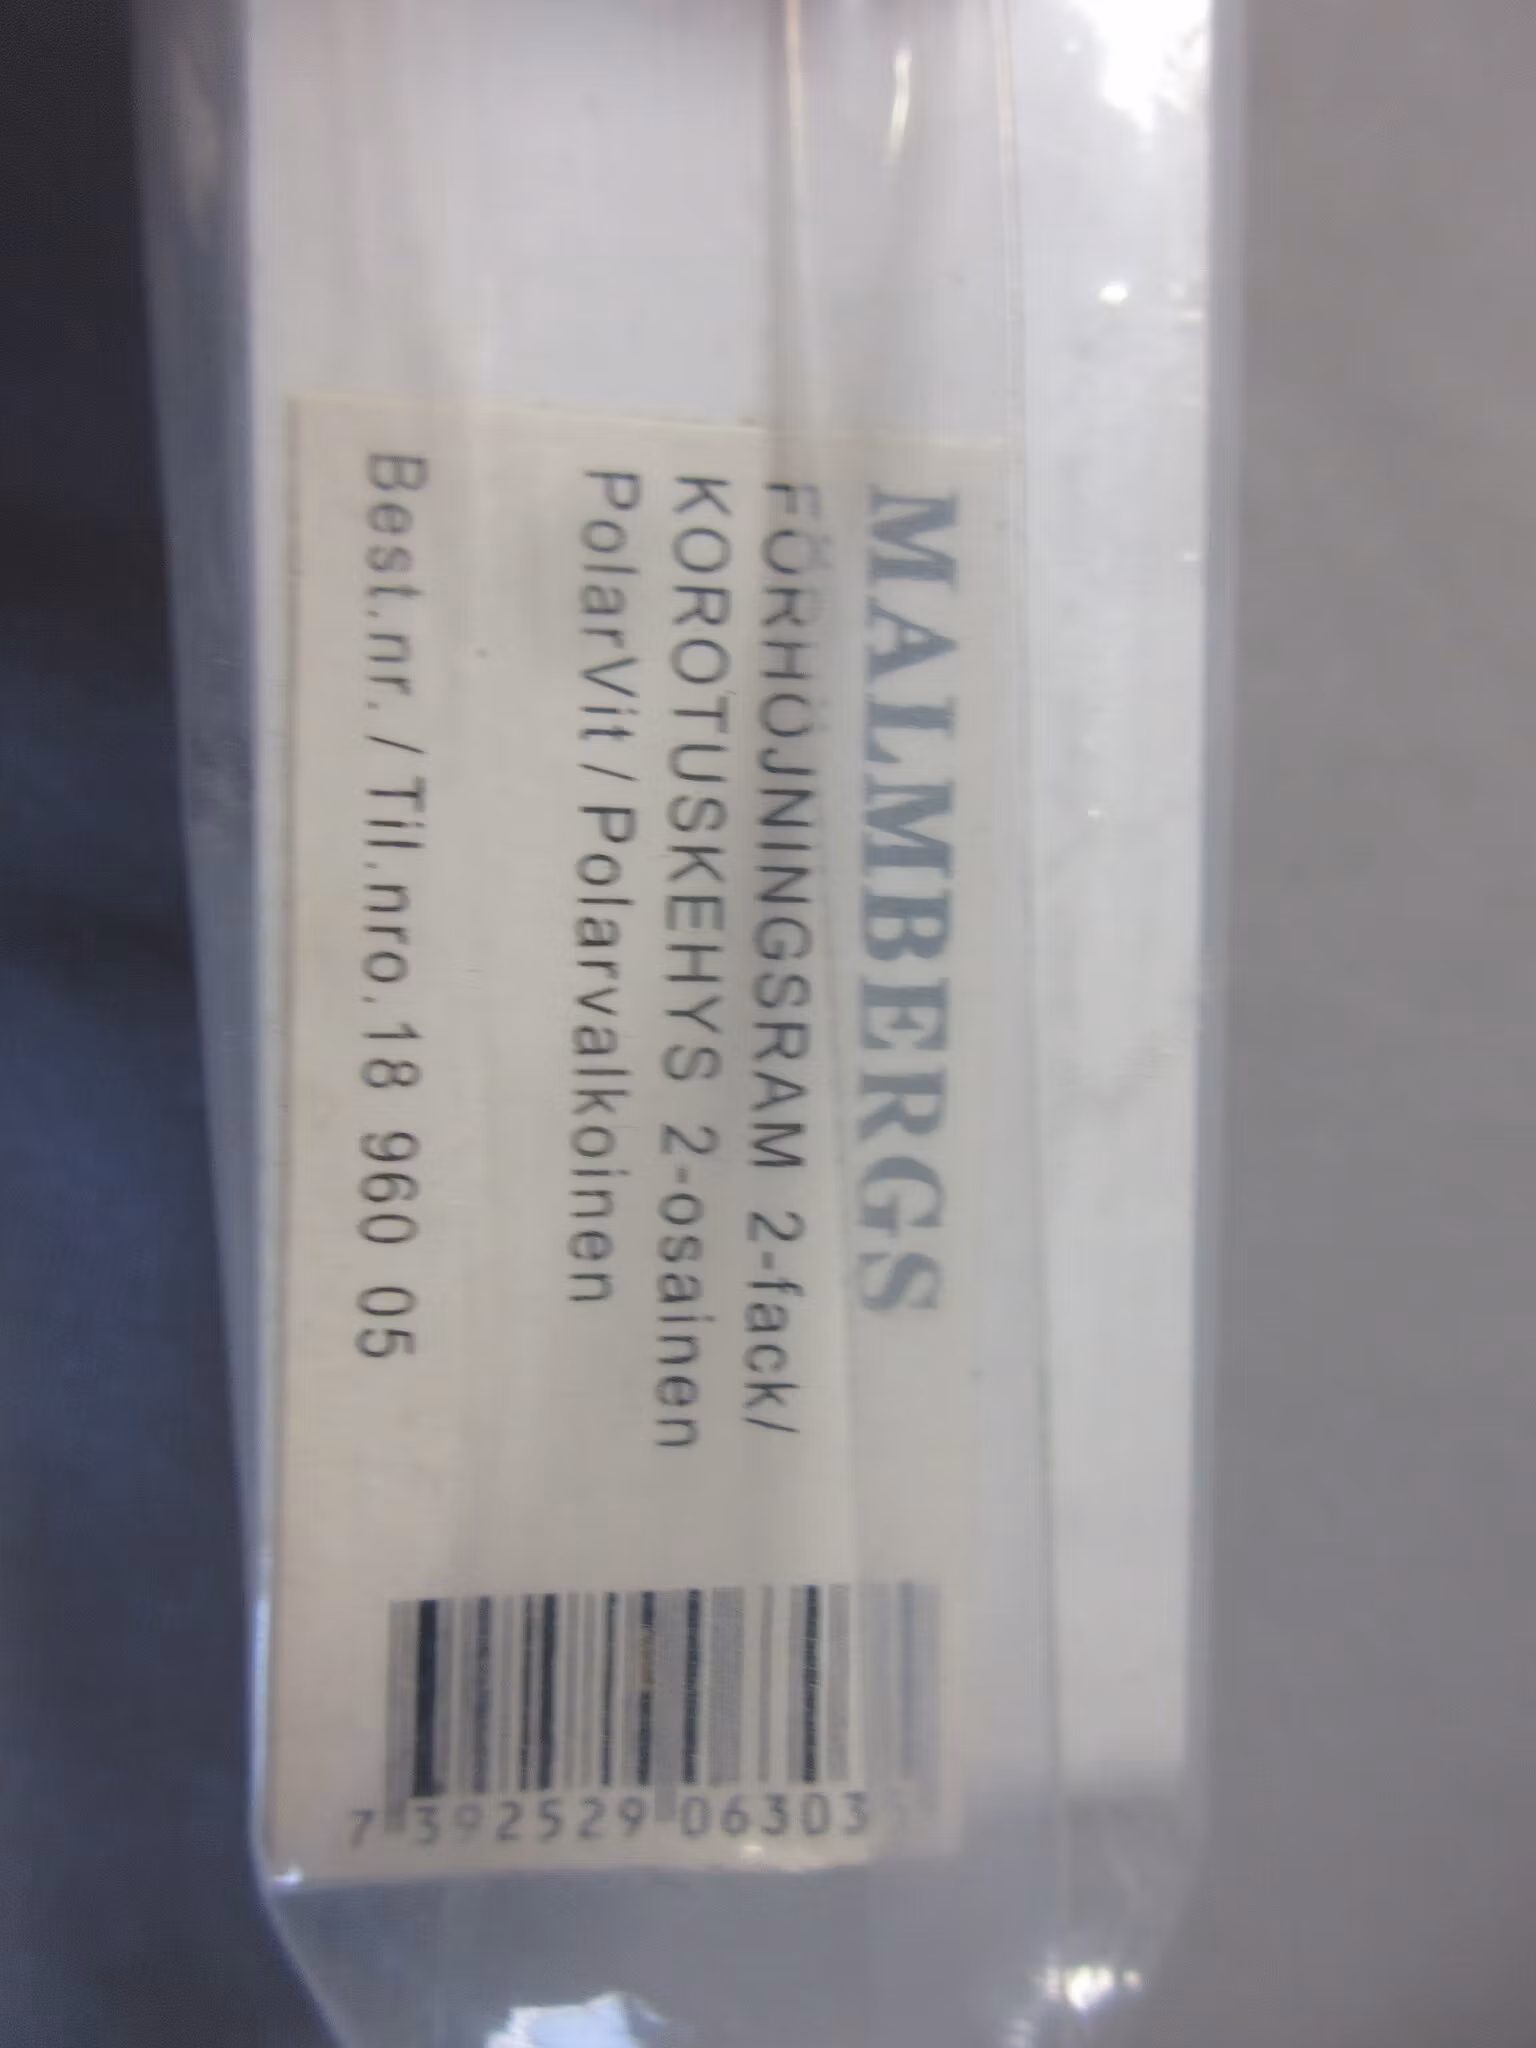 MALMBERGS
FÖRHÖJNINGSRAM 2-fack/
KOROTUSKEHYS 2-osainen
PolarVit / Polarvalkoinen
Best.nr. / Til.nro. 18 960 05
7 392529 06303